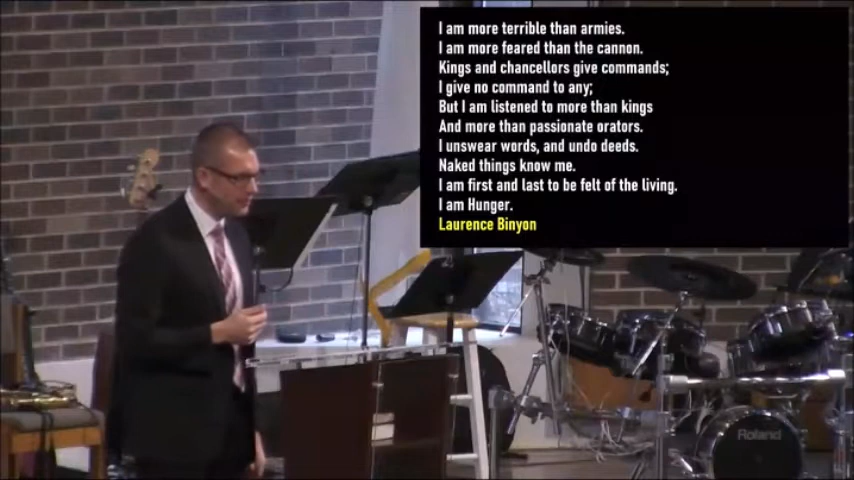 I am more terrible than armies.
I am more feared than the cannon.
Kings and chancellors give commands;
I give no command to any;
But I am listened to more than kings
And more than passionate orators.
I unswear words, and undo deeds.
Naked things know me.
I am first and last to be felt of the living.
I am Hunger.
Laurence Binyon
Roland